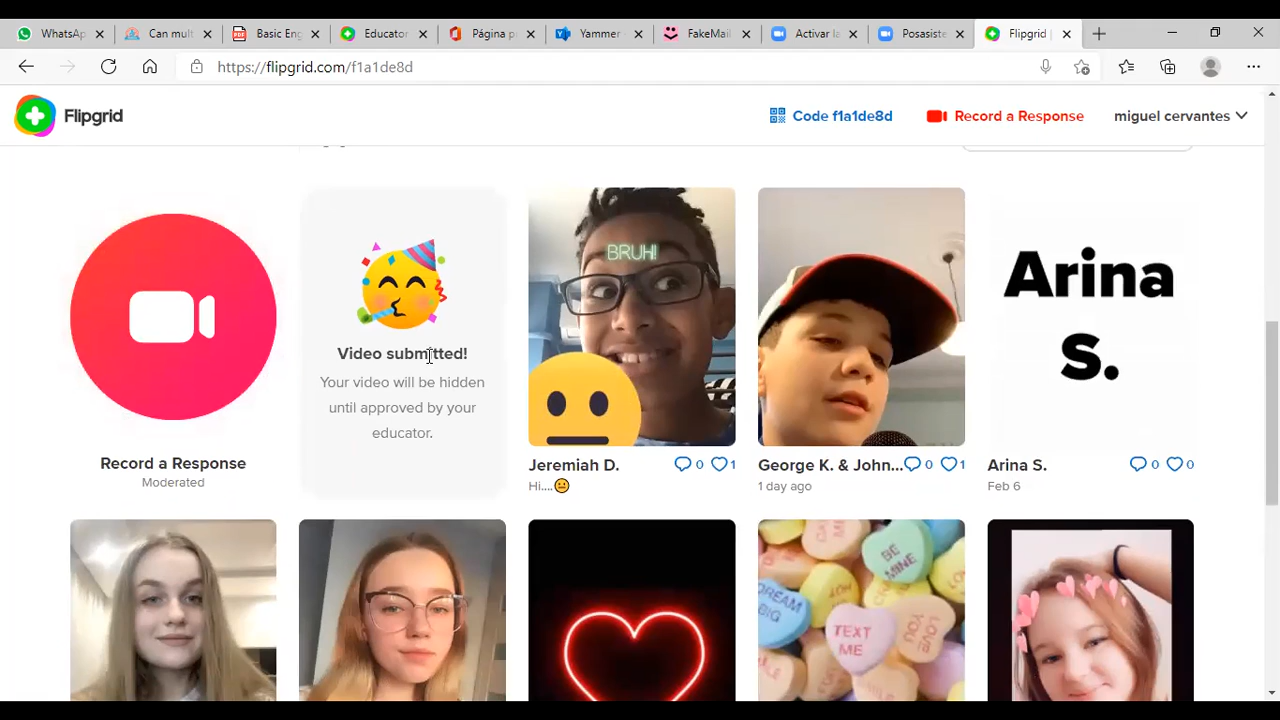 WhatsAp
Can mult
Basic Eng
Educator
Página p
Yammer -
FakeMail
Activar la
Posasiste
Flipgrid |
https://flipgrid.com/f1a1de8d
Flipgrid
Code f1a1de8d
Record a Response
miguel cervantes
BRUH!
Arina
S.
Video submitted!
Your video will be hidden
until approved by your
educator.
Record a Response
Moderated
Jeremiah D.
0
1
Hi....😐
George K. & John...
0
1
1 day ago
Arina S.
0
0
Feb 6
BE
MINE
DREAM
BIG
TEXT
ME
LOVE
YOU